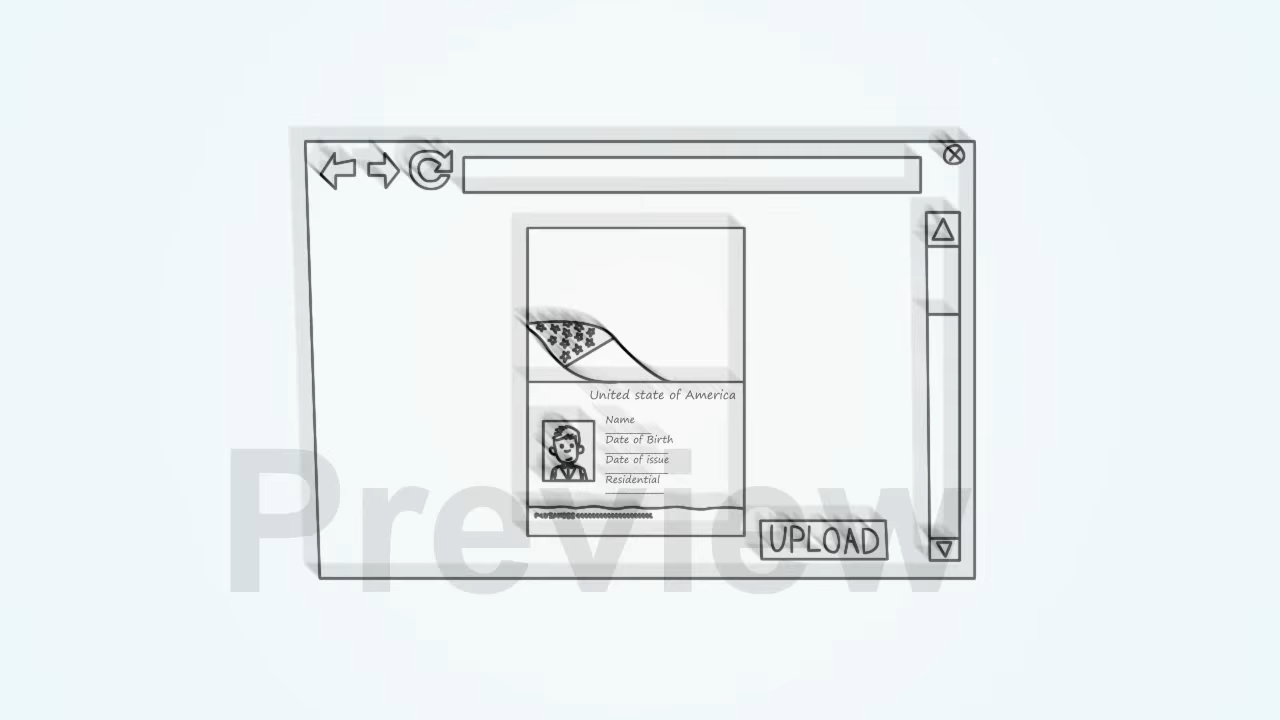 United state of America
Name
Date of Birth
Date of issue
Residential
UPLOAD
Preview